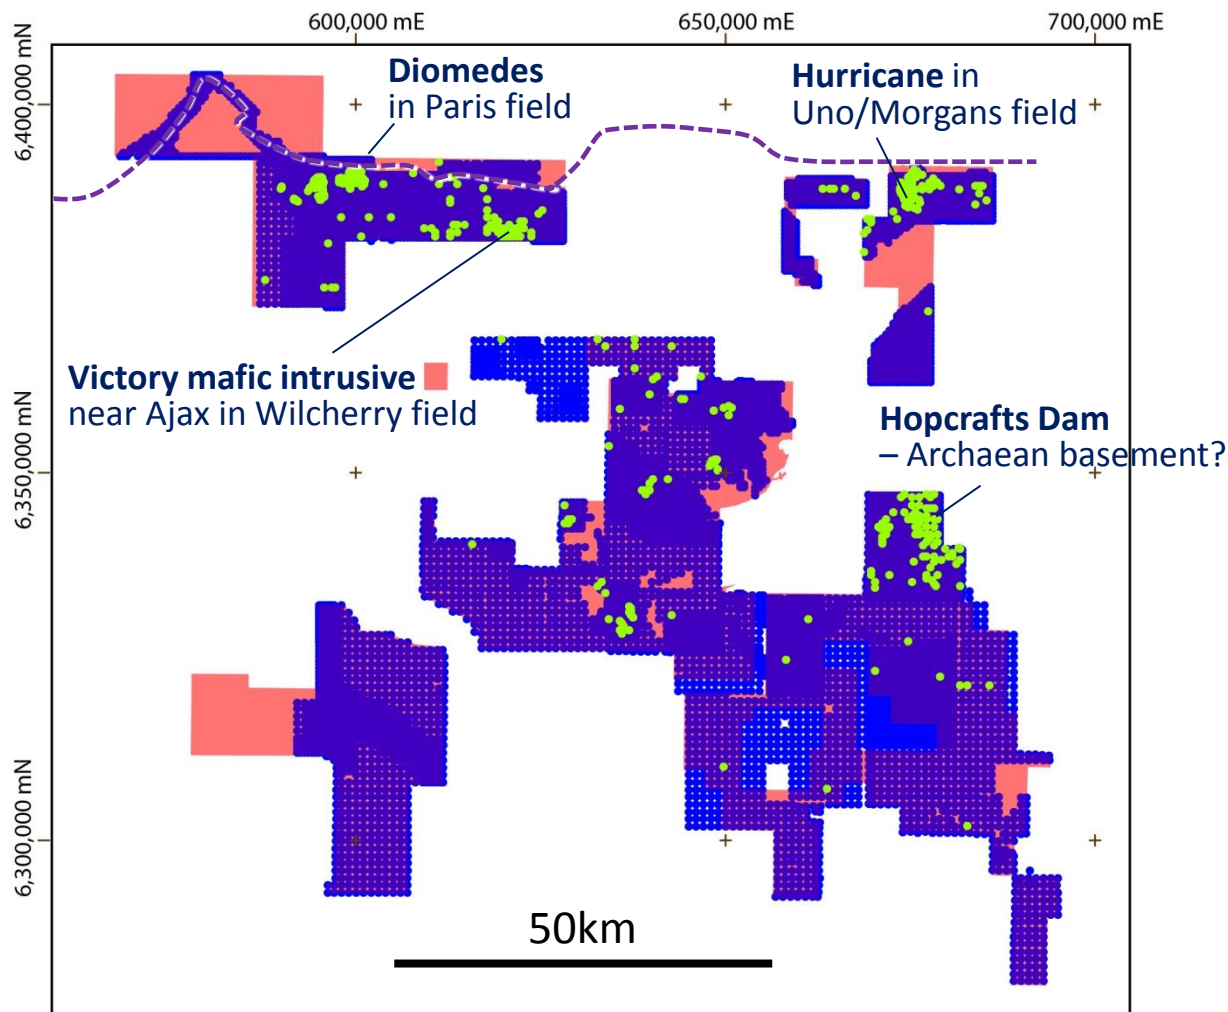 600,000 mE
650,000 mE
700,000 mE
6,400,000 mN
Diomedes
in Paris field
Hurricane in
Uno/Morgans field
Victory mafic intrusive
near Ajax in Wilcherry field
Hopcrafts Dam
– Archaean basement?
6,350,000 mN
6,300,000 mN
50km